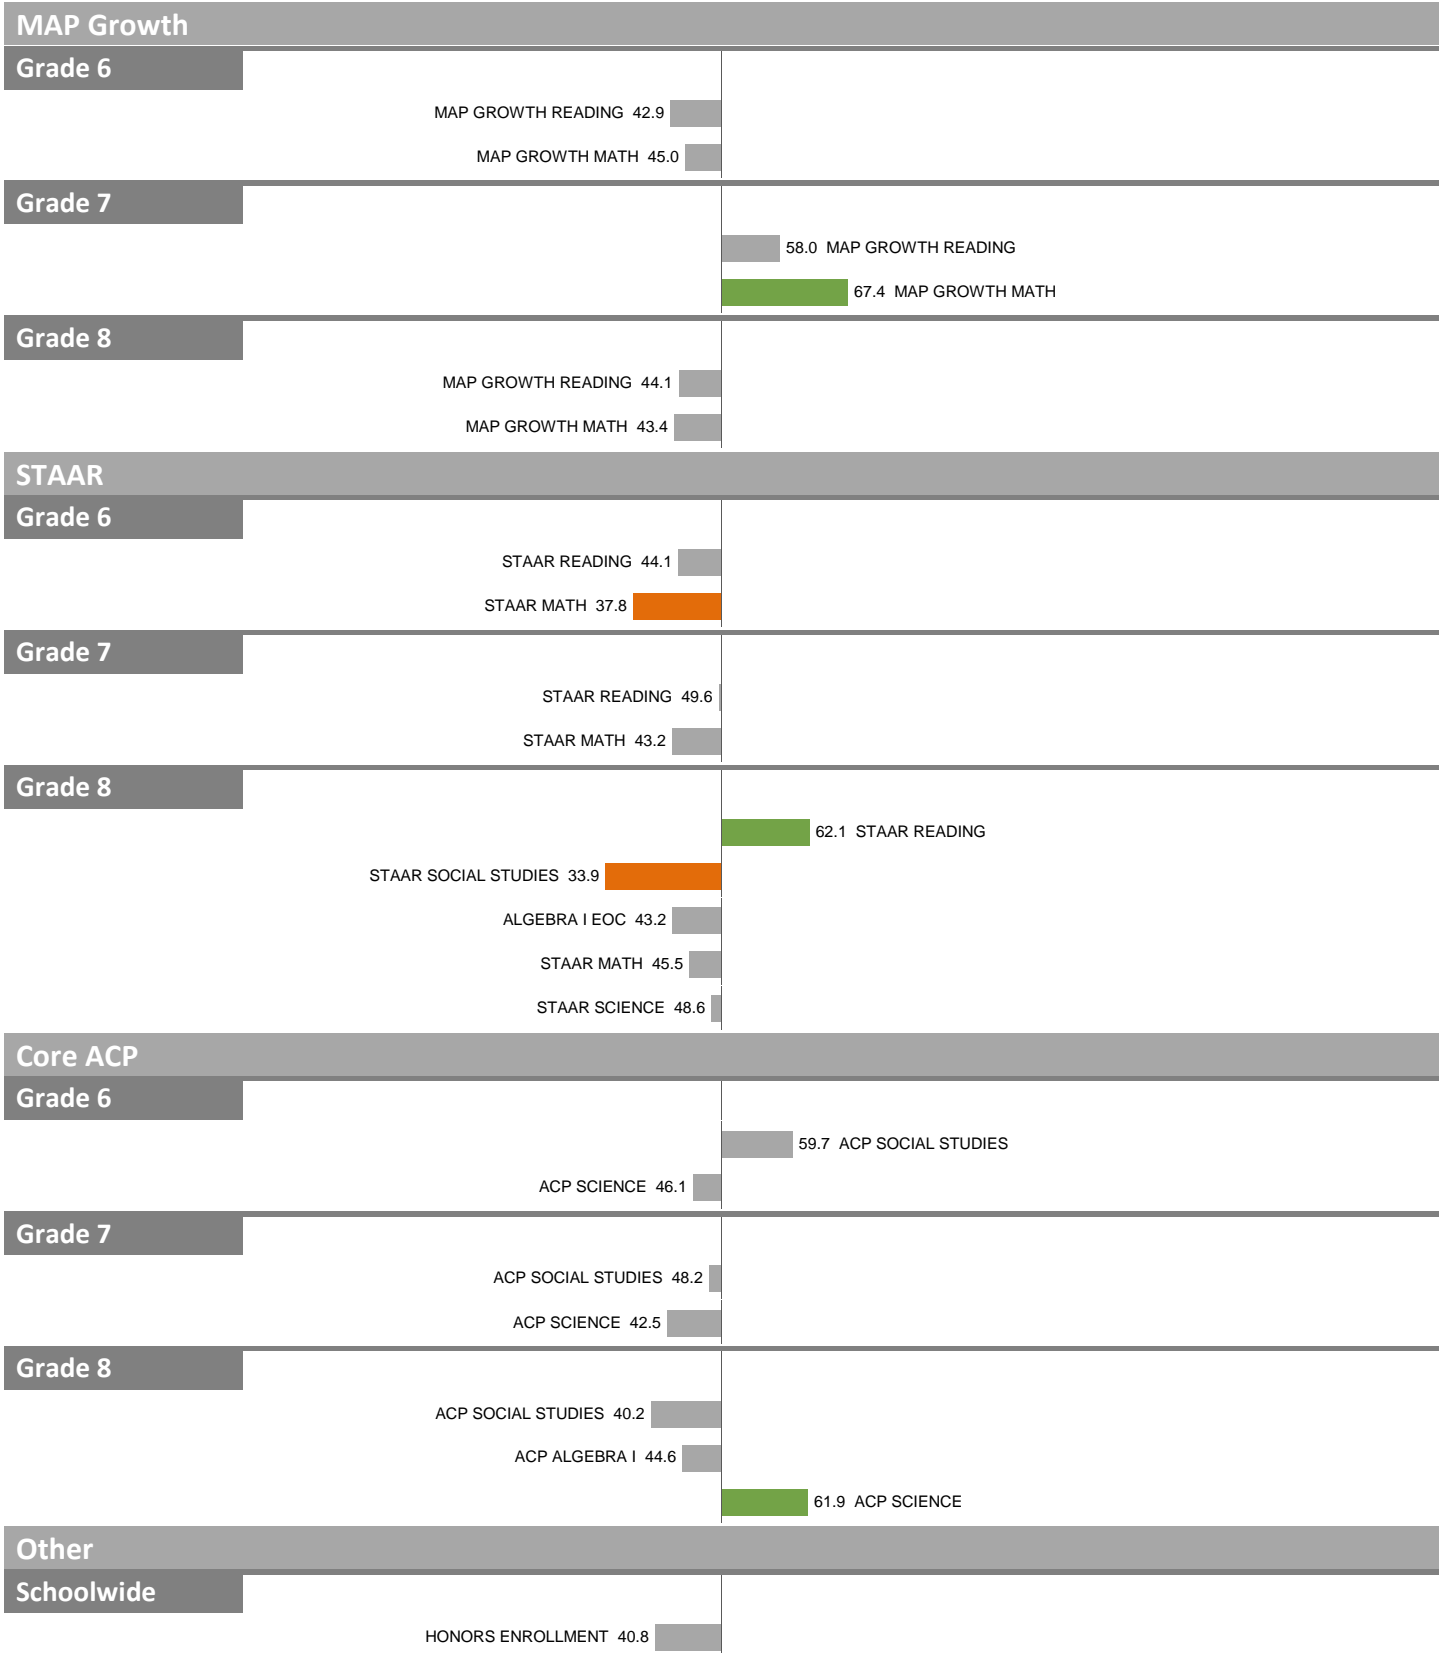 MAP Growth
Grade 6
MAP GROWTH READING 42.9
MAP GROWTH MATH 45.0
Grade 7
58.0 MAP GROWTH READING
67.4 MAP GROWTH MATH
Grade 8
MAP GROWTH READING 44.1
MAP GROWTH MATH 43.4
STAAR
Grade 6
STAAR READING 44.1
STAAR MATH 37.8
Grade 7
STAAR READING 49.6
STAAR MATH 43.2
Grade 8
62.1 STAAR READING
STAAR SOCIAL STUDIES 33.9
ALGEBRA I EOC 43.2
STAAR MATH 45.5
STAAR SCIENCE 48.6
Core ACP
Grade 6
59.7 ACP SOCIAL STUDIES
ACP SCIENCE 46.1
Grade 7
ACP SOCIAL STUDIES 48.2
ACP SCIENCE 42.5
Grade 8
ACP SOCIAL STUDIES 40.2
ACP ALGEBRA I 44.6
61.9 ACP SCIENCE
Other
Schoolwide
HONORS ENROLLMENT 40.8